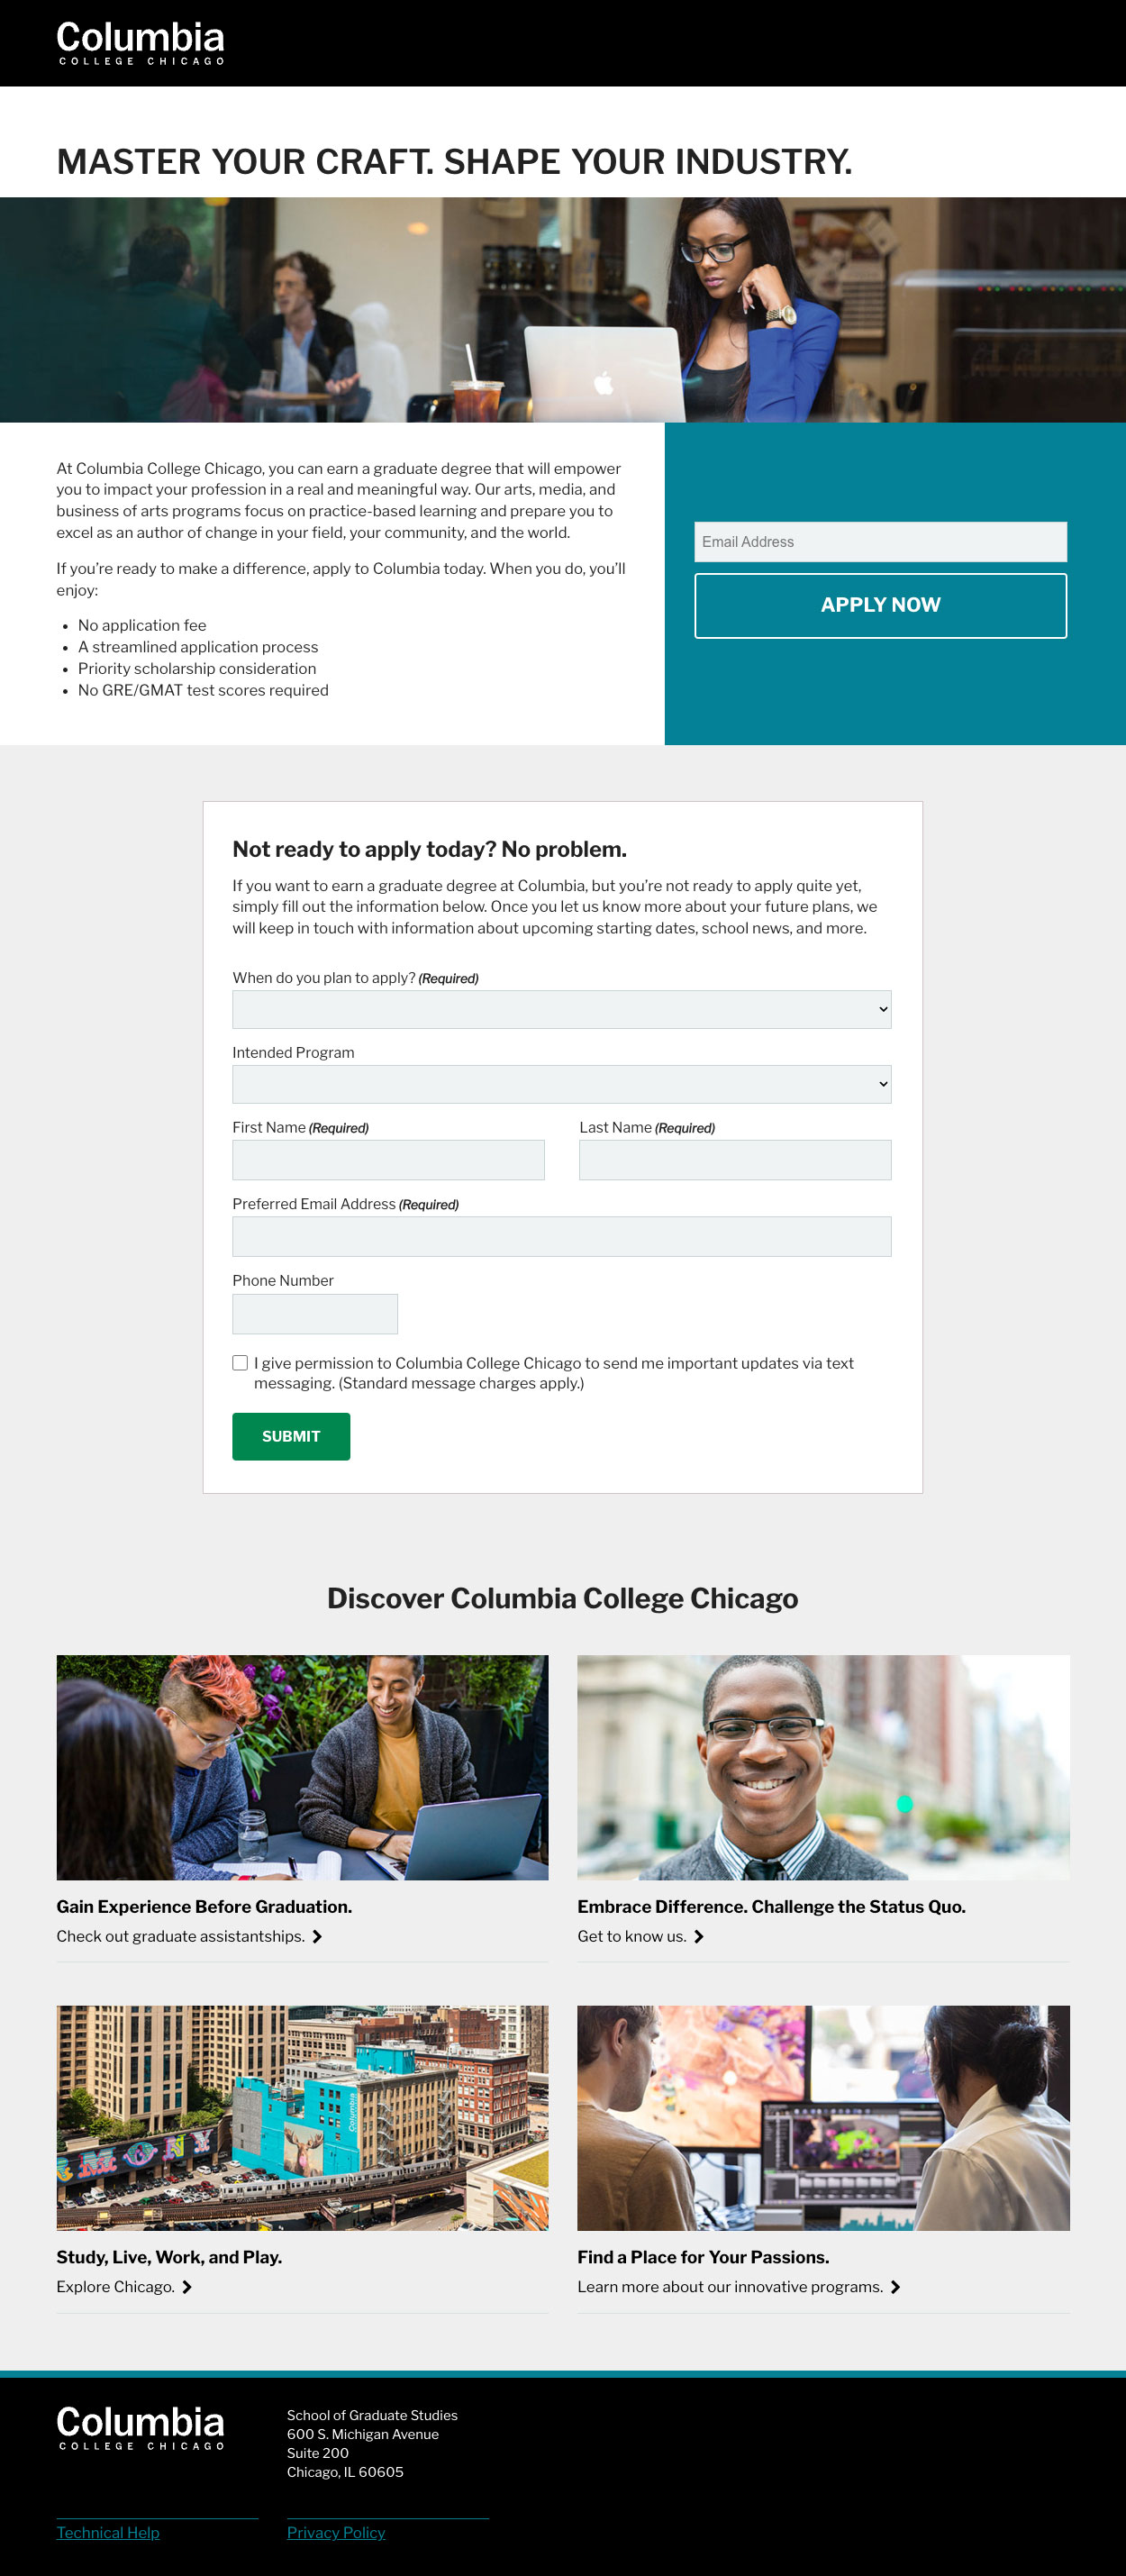 Columbia
COLLEGE CHICAGO
MASTER YOUR CRAFT. SHAPE YOUR INDUSTRY.
At Columbia College Chicago, you can earn a graduate degree that will empower
you to impact your profession in a real and meaningful way. Our arts, media, and
business of arts programs focus on practice-based learning and prepare you to
excel as an author of change in your field, your community, and the world.
If you’re ready to make a difference, apply to Columbia today. When you do, you’ll
enjoy:
• No application fee
• A streamlined application process
• Priority scholarship consideration
• No GRE/GMAT test scores required
Email Address
APPLY NOW
Not ready to apply today? No problem.
If you want to earn a graduate degree at Columbia, but you’re not ready to apply quite yet,
simply fill out the information below. Once you let us know more about your future plans, we
will keep in touch with information about upcoming starting dates, school news, and more.
When do you plan to apply? (Required)
Intended Program
First Name (Required)
Last Name (Required)
Preferred Email Address (Required)
Phone Number
I give permission to Columbia College Chicago to send me important updates via text
messaging. (Standard message charges apply.)
SUBMIT
Discover Columbia College Chicago
Gain Experience Before Graduation.
Check out graduate assistantships.
Embrace Difference. Challenge the Status Quo.
Get to know us.
Columbia
Study, Live, Work, and Play.
Explore Chicago.
Find a Place for Your Passions.
Learn more about our innovative programs.
Columbia
COLLEGE CHICAGO
School of Graduate Studies
600 S. Michigan Avenue
Suite 200
Chicago, IL 60605
Technical Help
Privacy Policy